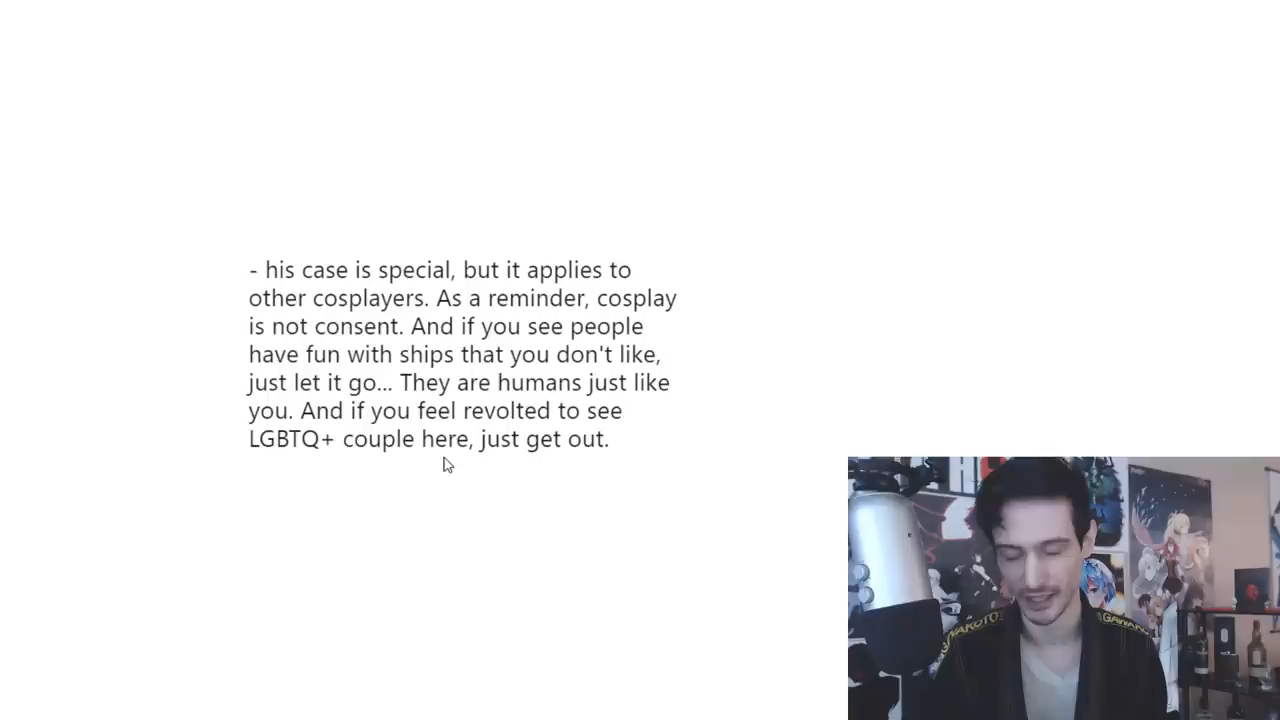 - his case is special, but it applies to
other cosplayers. As a reminder, cosplay
is not consent. And if you see people
have fun with ships that you don't like,
just let it go... They are humans just like
you. And if you feel revolted to see
LGBTQ+ couple here, just get out.